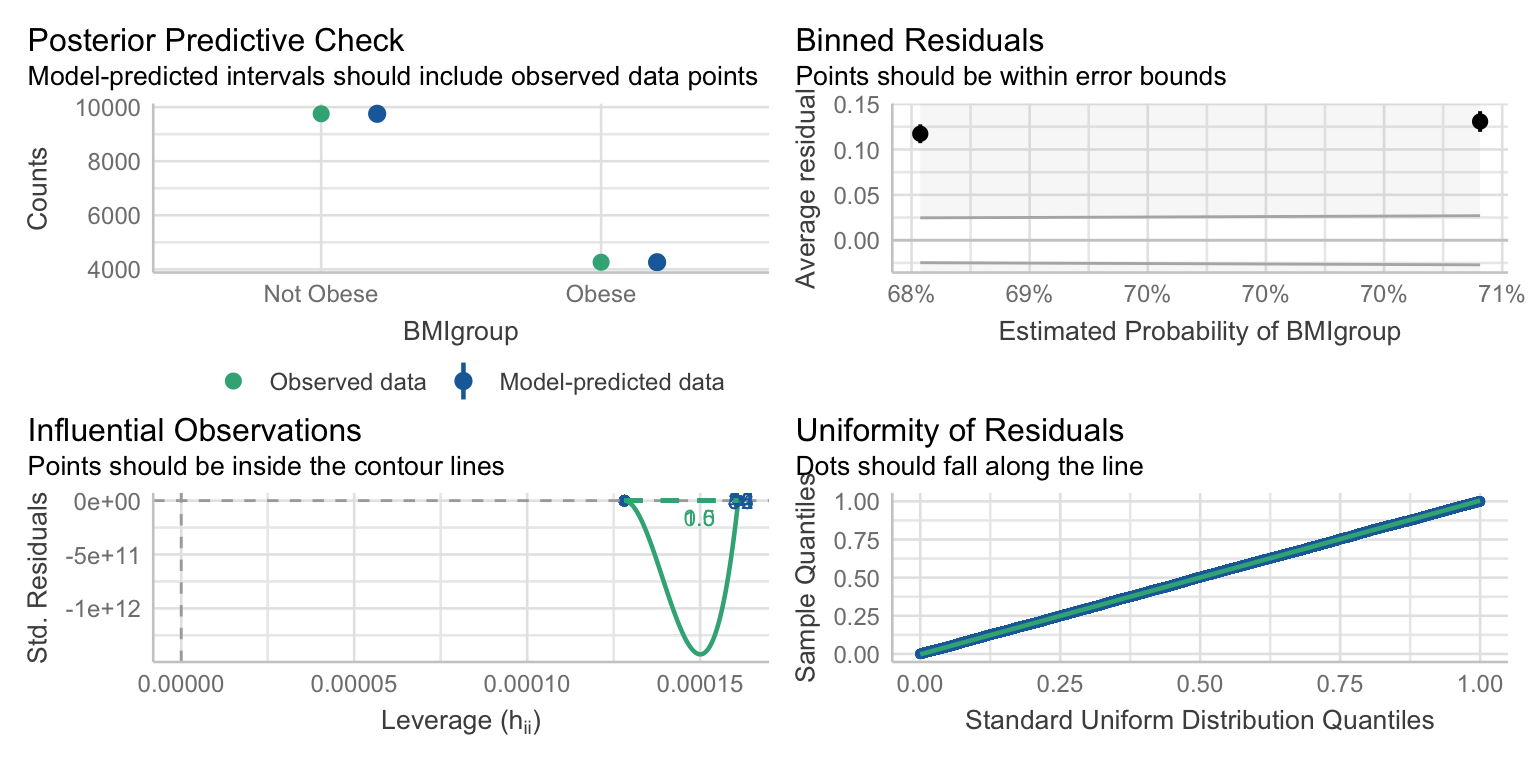 Posterior Predictive Check
Model-predicted intervals should include observed data points
Counts
10000
8000
6000
4000
Not Obese
Obese
BMIgroup
Observed data
Model-predicted data
Binned Residuals
Points should be within error bounds
Average residual
0.15
0.10
0.05
0.00
68%
69%
70%
70%
70%
71%
Estimated Probability of BMIgroup
Influential Observations
Points should be inside the contour lines
Std. Residuals
0e+00
-5e+11
-1e+12
0.00000
0.00005
0.00010
0.00015
Leverage (hii)
Uniformity of Residuals
Dots should fall along the line
Sample Quantiles
1.00
0.75
0.50
0.25
0.00
0.00
0.25
0.50
0.75
1.00
Standard Uniform Distribution Quantiles